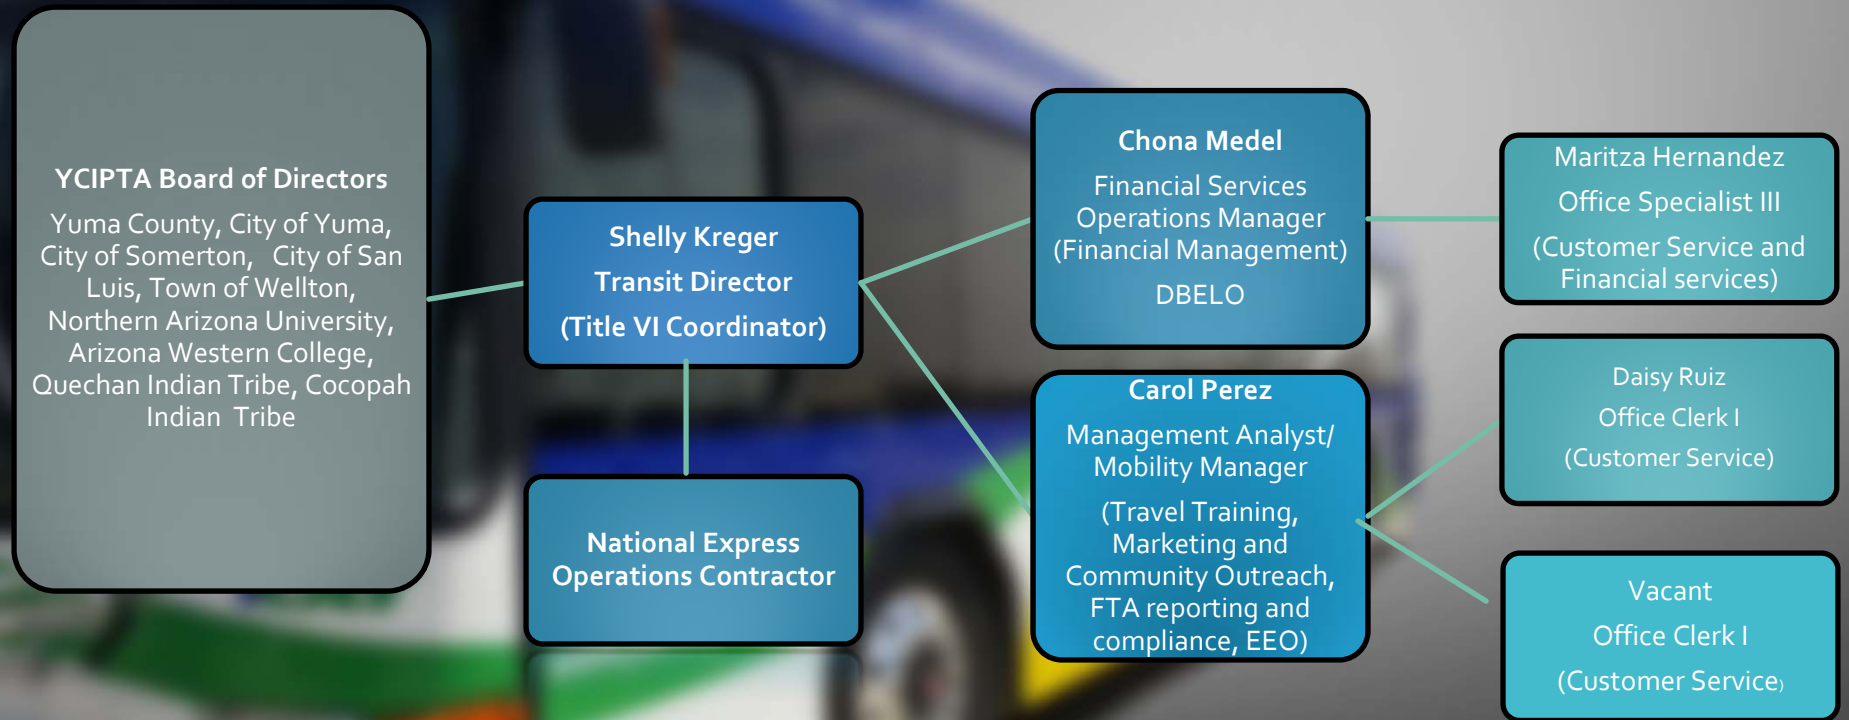 YCIPTA Board of Directors
Yuma County, City of Yuma,
City of Somerton, City of San
Luis, Town of Wellton,
Northern Arizona University,
Arizona Western College,
Quechan Indian Tribe, Cocopah
Indian Tribe
Shelly Kreger
Transit Director
(Title VI Coordinator)
National Express
Operations Contractor
Chona Medel
Financial Services
Operations Manager
(Financial Management)
DBELO
Carol Perez
Management Analyst/
Mobility Manager
(Travel Training,
Marketing and
Community Outreach,
FTA reporting and
compliance, EEO)
Maritza Hernandez
Office Specialist III
(Customer Service and
Financial services)
Daisy Ruiz
Office Clerk I
(Customer Service)
Vacant
Office Clerk I
(Customer Service)